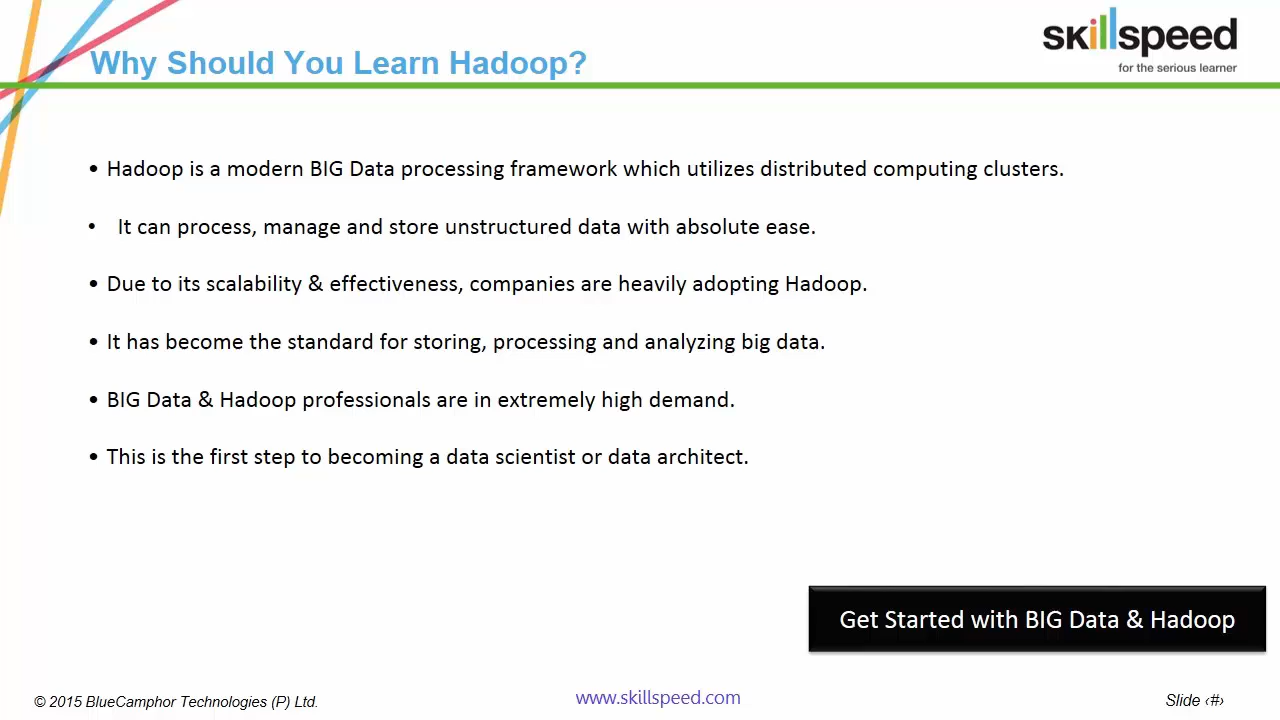 skillspeed
for the serious learner
Why Should You Learn Hadoop?
• Hadoop is a modern BIG Data processing framework which utilizes distributed computing clusters.
• It can process, manage and store unstructured data with absolute ease.
• Due to its scalability & effectiveness, companies are heavily adopting Hadoop.
• It has become the standard for storing, processing and analyzing big data.
• BIG Data & Hadoop professionals are in extremely high demand.
• This is the first step to becoming a data scientist or data architect.
Get Started with BIG Data & Hadoop
© 2015 BlueCamphor Technologies (P) Ltd.
www.skillspeed.com
Slide ‹#›